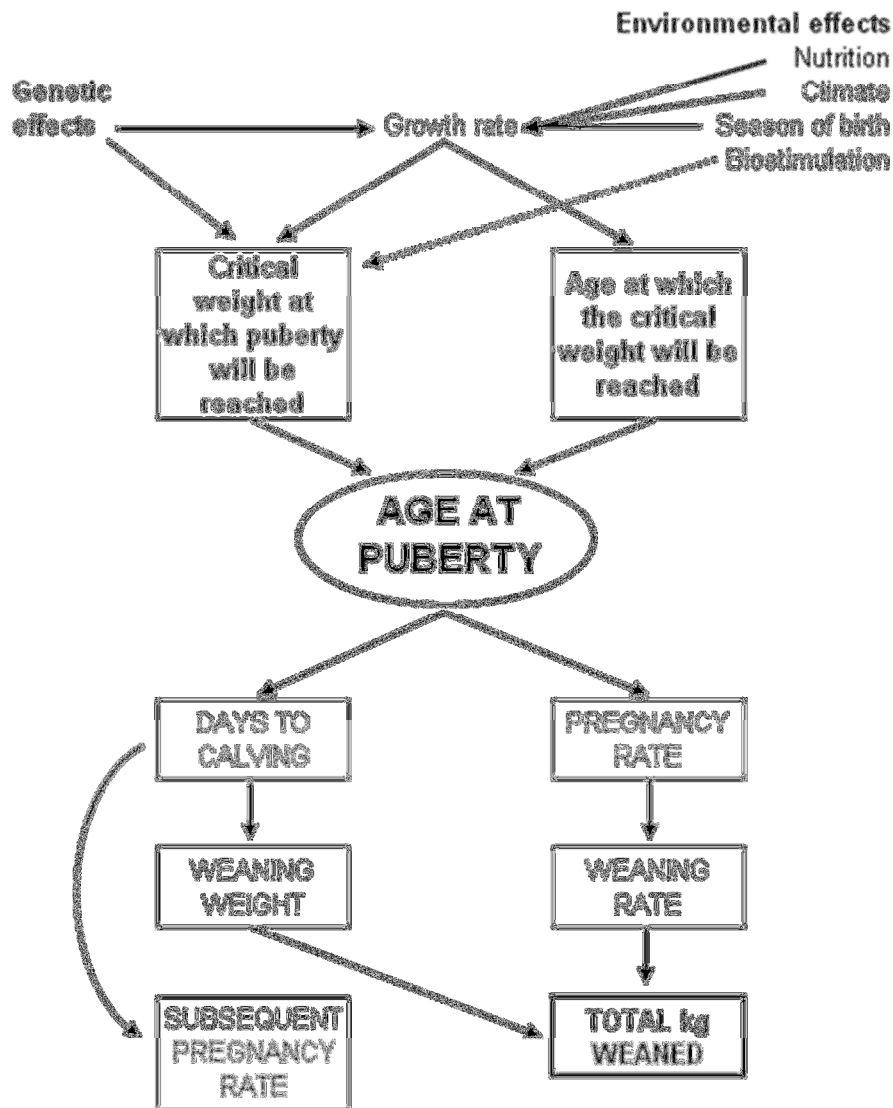 Environmental effects
Nutrition
Climate
Season of birth
Biostimulation
Genetic
effects
Growth rate
Critical
weight at
which puberty
will be
reached
Age at which
the critical
weight will be
reached
AGE AT
PUBERTY
DAYS TO
CALVING
PREGNANCY
RATE
WEANING
WEIGHT
WEANING
RATE
SUBSEQUENT
PREGNANCY
RATE
TOTAL kg
WEANED